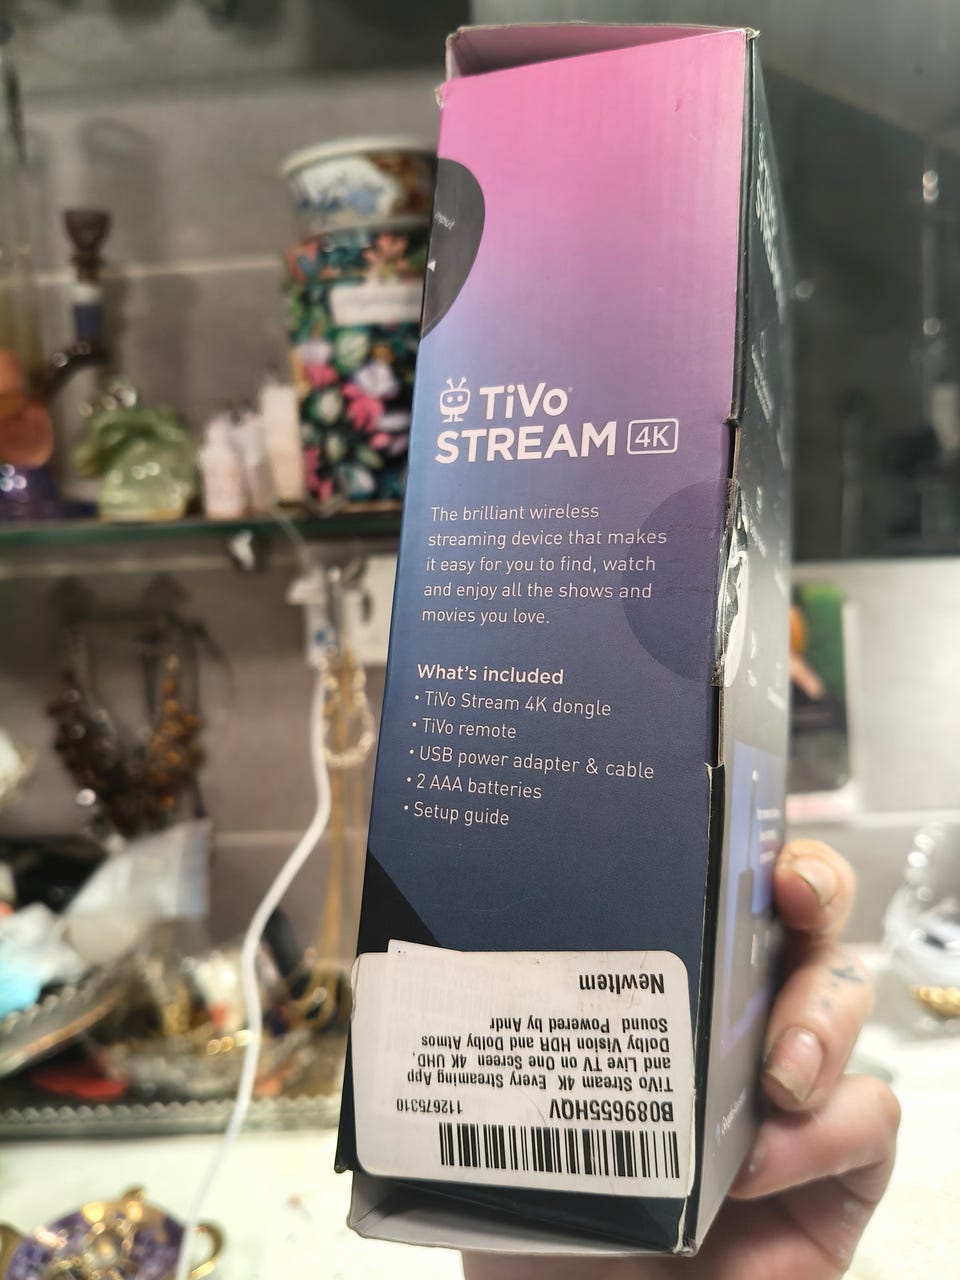 Input
TiVo
STREAM 4K
The brilliant wireless
streaming device that makes
it easy for you to find, watch
and enjoy all the shows and
movies you love.
What's included
• TiVo Stream 4K dongle
• TiVo remote
• USB power adapter & cable
• 2 AAA batteries
• Setup guide
B089655HQV 112675310
TiVo Stream 4K Every Streaming App
and Live TV on One Screen 4K UHD,
Dolby Vision HDR and Dolby Atmos
Sound Powered by Andr
NewItem